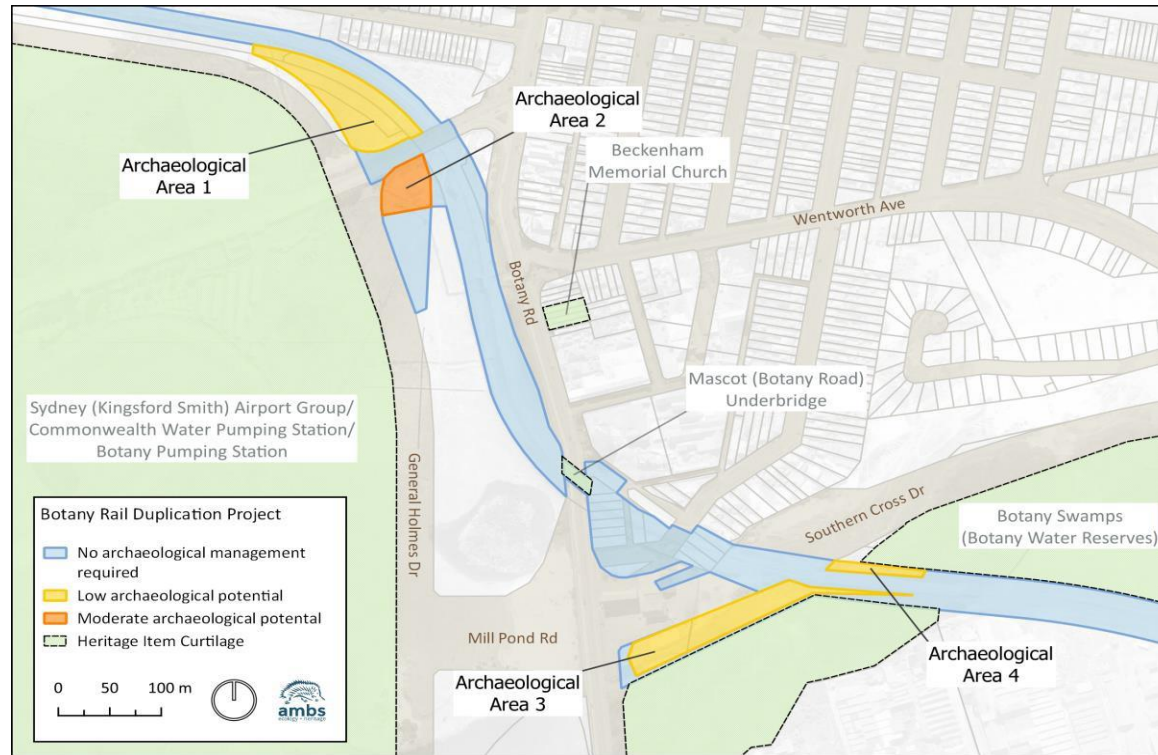 Archaeological
Area 1
Archaeological
Area 2
Beckenham
Memorial Church
Wentworth Ave
Botany Rd
Mascot (Botany Road)
Underbridge
Sydney (Kingsford Smith) Airport Group/
Commonwealth Water Pumping Station/
Botany Pumping Station
General Holmes Dr
Southern Cross Dr
Botany Swamps
(Botany Water Reserves)
Mill Pond Rd
Archaeological
Area 3
Archaeological
Area 4
Botany Rail Duplication Project
No archaeological management
required
Low archaeological potential
Moderate archaeological potental
Heritage Item Curtilage
0 50 100 m
ambs
ecology + heritage